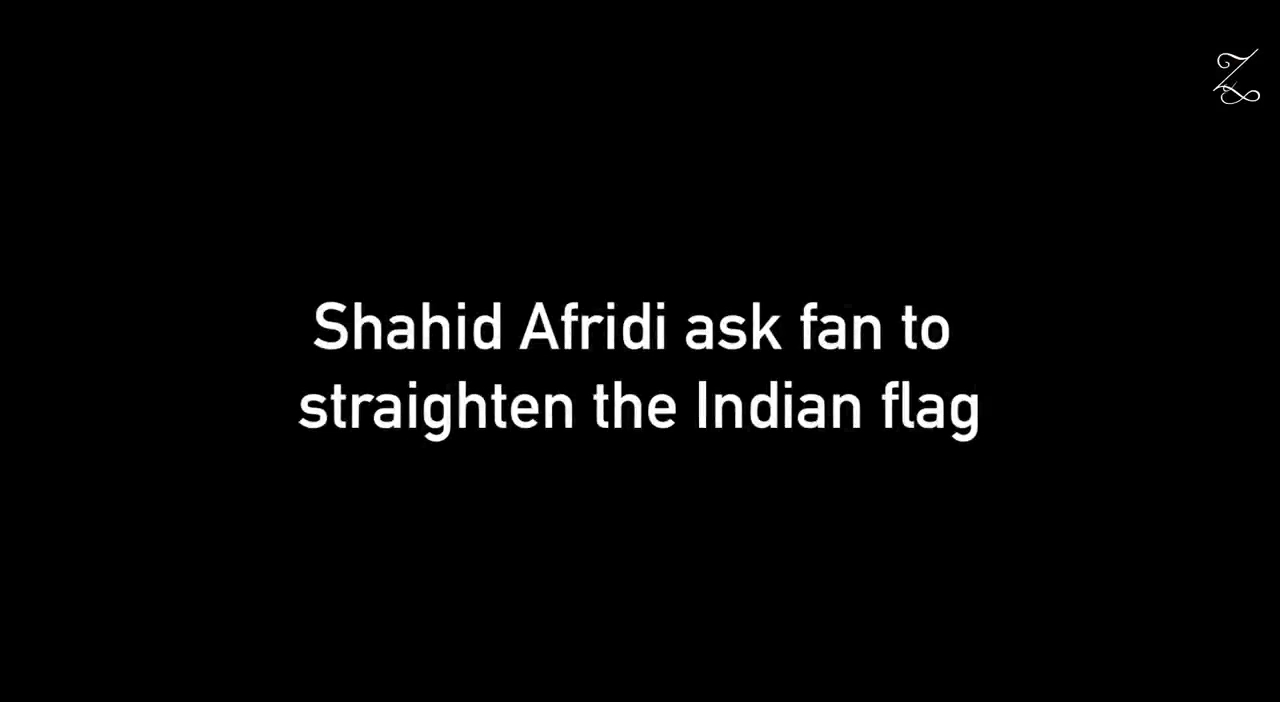 Z
Shahid Afridi ask fan to
straighten the Indian flag